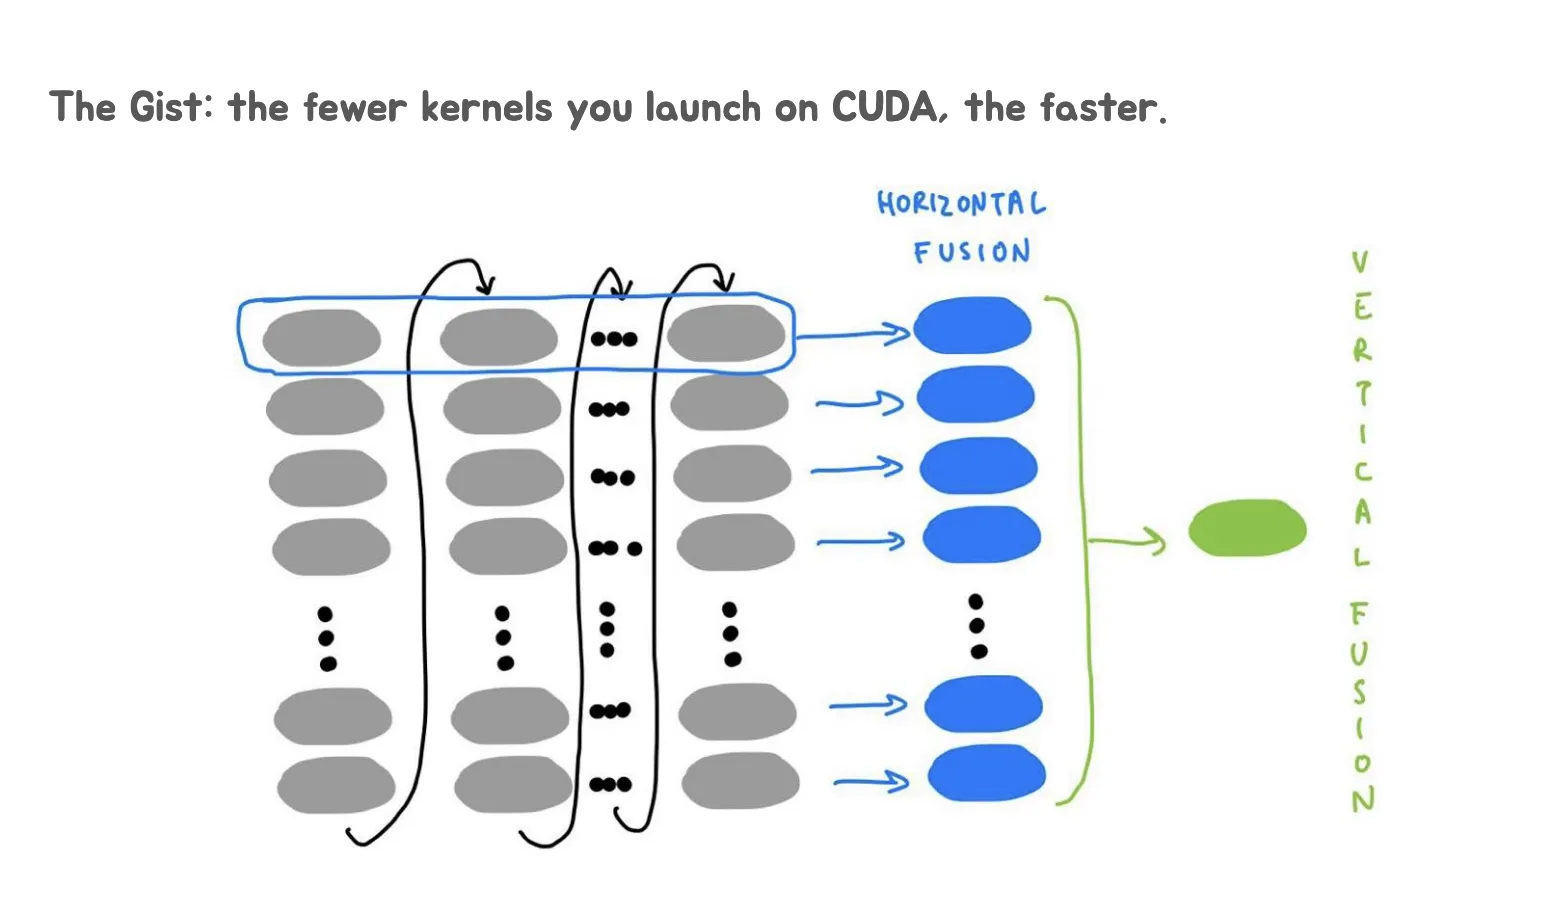 The Gist: the fewer kernels you launch on CUDA, the faster.
HORIZONTAL
FUSION
VERTICAL FUSION